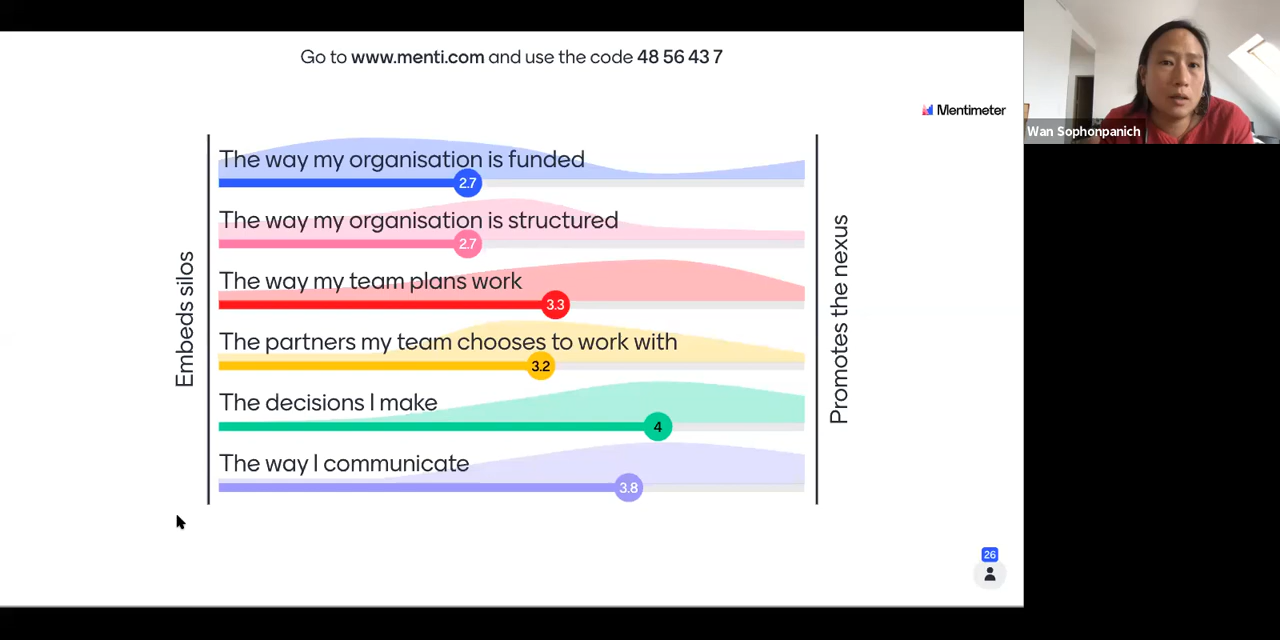 Go to www.menti.com and use the code 48 56 43 7
Mentimeter
Wan Sophonpanich
Embeds silos
The way my organisation is funded
2.7
The way my organisation is structured
2.7
The way my team plans work
3.3
The partners my team chooses to work with
3.2
The decisions I make
4
The way I communicate
3.8
Promotes the nexus
26